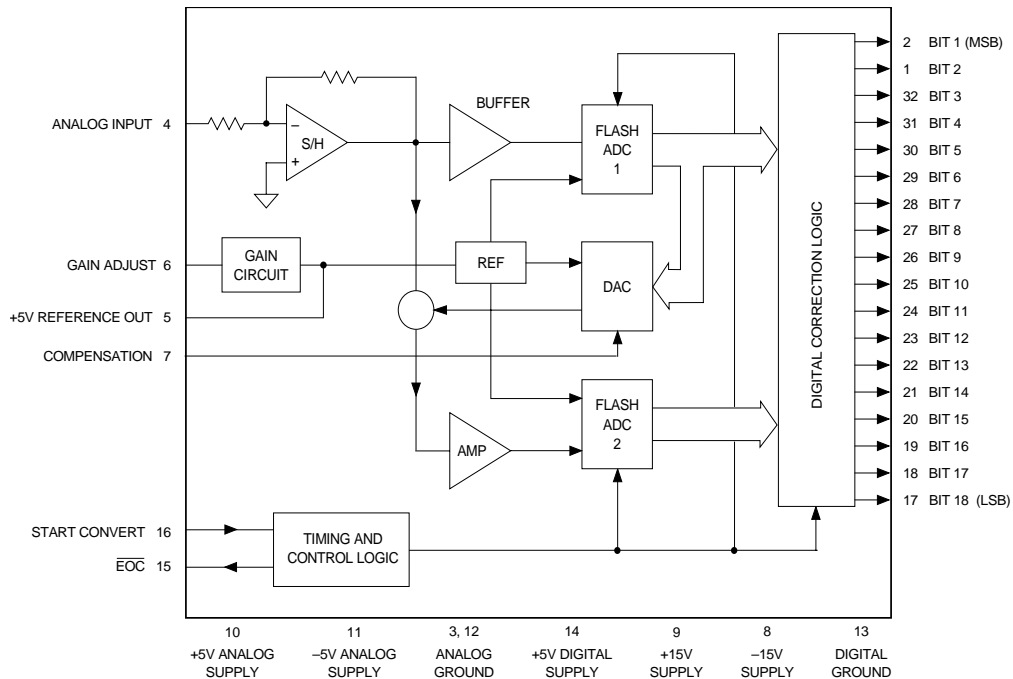 ANALOG INPUT 4
GAIN ADJUST 6
+5V REFERENCE OUT 5
COMPENSATION 7
START CONVERT 16
EOC 15
–
S/H
+
BUFFER
FLASH
ADC
1
GAIN
CIRCUIT
REF
DAC
AMP
FLASH
ADC
2
TIMING AND
CONTROL LOGIC
DIGITAL CORRECTION LOGIC
2 BIT 1 (MSB)
1 BIT 2
32 BIT 3
31 BIT 4
30 BIT 5
29 BIT 6
28 BIT 7
27 BIT 8
26 BIT 9
25 BIT 10
24 BIT 11
23 BIT 12
22 BIT 13
21 BIT 14
20 BIT 15
19 BIT 16
18 BIT 17
17 BIT 18 (LSB)
10
+5V ANALOG
SUPPLY
11
–5V ANALOG
SUPPLY
3, 12
ANALOG
GROUND
14
+5V DIGITAL
SUPPLY
9
+15V
SUPPLY
8
–15V
SUPPLY
13
DIGITAL
GROUND